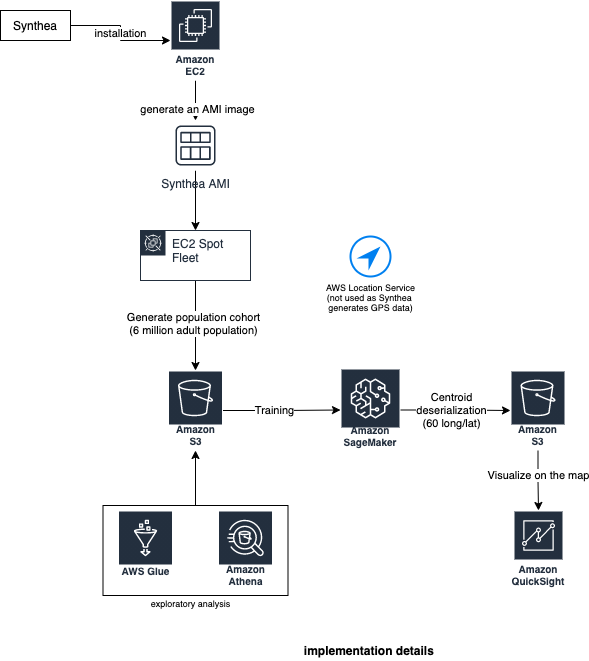 Synthea
installation
Amazon
EC2
generate an AMI image
Synthea AMI
EC2 Spot
Fleet
AWS Location Service
(not used as Synthea
generates GPS data)
Generate population cohort
(6 million adult population)
Amazon
S3
Training
Amazon
SageMaker
Centroid
deserialization
(60 long/lat)
Amazon
S3
Visualize on the map
AWS Glue
Amazon
Athena
Amazon
QuickSight
exploratory analysis
implementation details